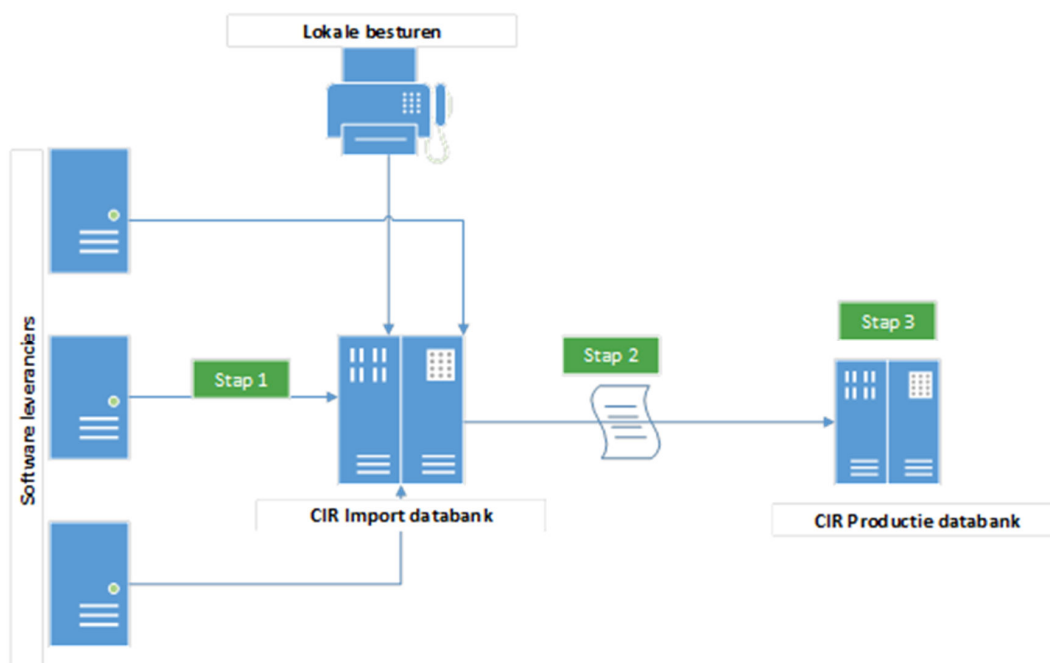 Lokale besturen
Software leveranciers
Stap 1
Stap 2
Stap 3
CIR Import databank
CIR Productie databank